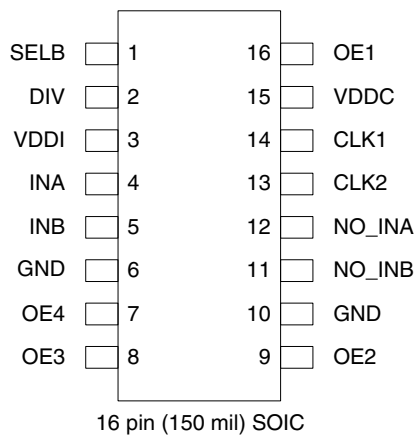 SELB 1 16 OE1
DIV 2 15 VDDC
VDDI 3 14 CLK1
INA 4 13 CLK2
INB 5 12 NO_INA
GND 6 11 NO_INB
OE4 7 10 GND
OE3 8 9 OE2
16 pin (150 mil) SOIC